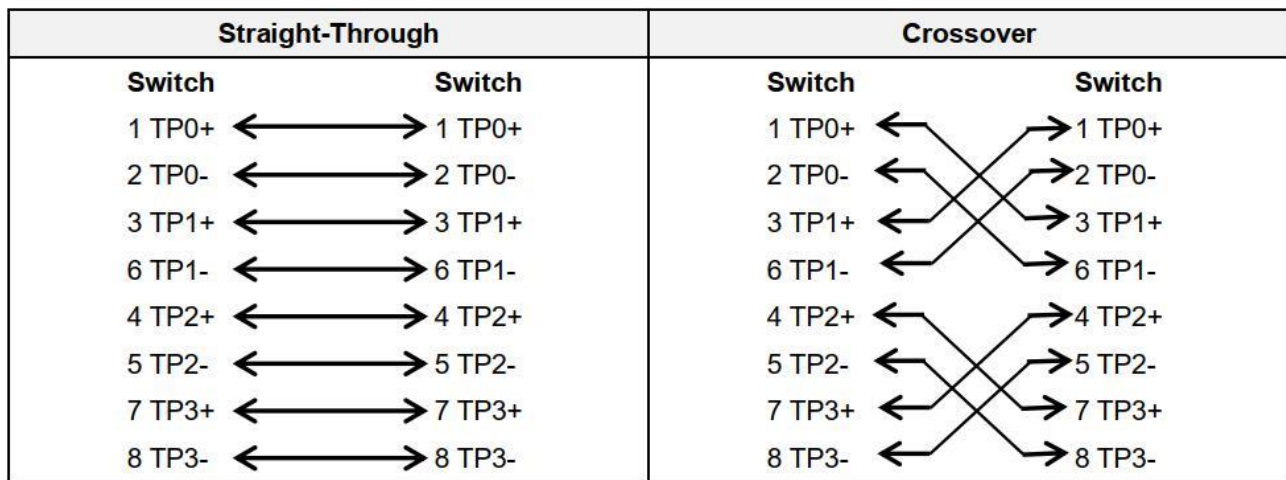 Straight-Through Crossover
Switch Switch Switch Switch
1 TP0+ 1 TP0+ 1 TP0+ 1 TP0+
2 TP0- 2 TP0- 2 TP0- 2 TP0-
3 TP1+ 3 TP1+ 3 TP1+ 3 TP1+
6 TP1- 6 TP1- 6 TP1- 6 TP1-
4 TP2+ 4 TP2+ 4 TP2+ 4 TP2+
5 TP2- 5 TP2- 5 TP2- 5 TP2-
7 TP3+ 7 TP3+ 7 TP3+ 7 TP3+
8 TP3- 8 TP3- 8 TP3- 8 TP3-